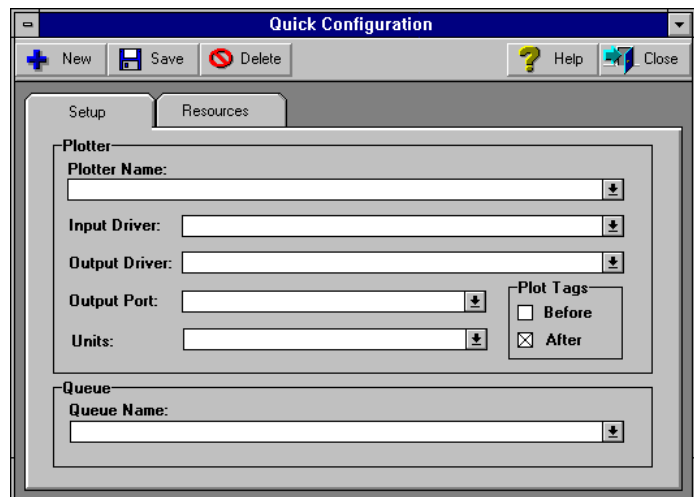 Quick Configuration
New Save Delete Help Close
Setup Resources
Plotter
Plotter Name:
Input Driver:
Output Driver:
Output Port:
Plot Tags
Before
Units:
After
Queue
Queue Name: